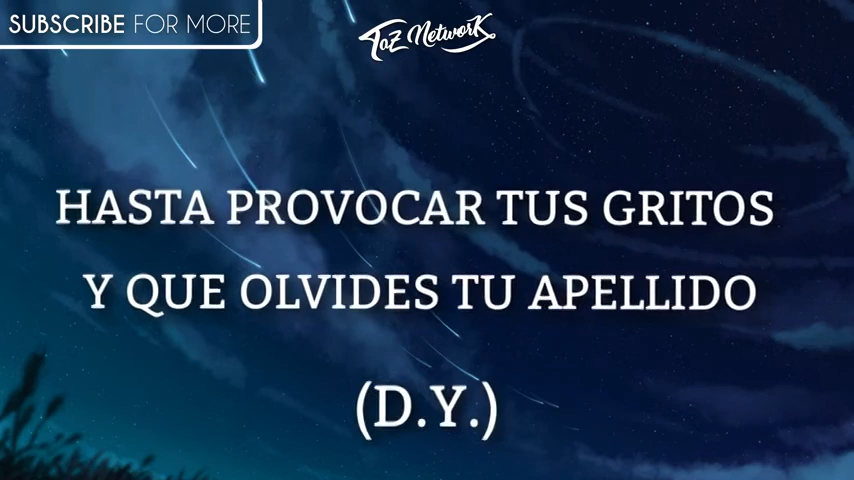 SUBSCRIBE FOR MORE
TaZ NetworK
HASTA PROVOCAR TUS GRITOS
Y QUE OLVIDES TU APELLIDO
(D.Y.)